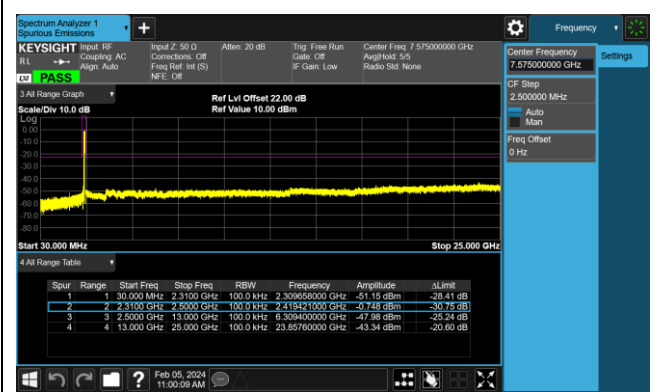 Spectrum Analyzer 1
Spurious Emissions
+
Frequency
KEYSIGHT
RL
LXI
PASS
Input: RF
Coupling: AC
Align: Auto
Input Z: 50 Ω
Corrections: Off
Freq Ref: Int (S)
NFE: Off
Atten: 20 dB
Trig: Free Run
Gate: Off
IF Gain: Low
Center Freq: 7.575000000 GHz
Avg|Hold: 5/5
Radio Std: None
Center Frequency
7.575000000 GHz
Settings
CF Step
2.500000 MHz
Auto
Man
Freq Offset
0 Hz
3 All Range Graph
Scale/Div 10.0 dB
Ref Lvl Offset 22.00 dB
Ref Value 10.00 dBm
Log
0.00
-10.0
-20.0
-30.0
-40.0
-50.0
-60.0
-70.0
-80.0
Start 30.000 MHz
Stop 25.000 GHz
4 All Range Table
Spur Range Start Freq Stop Freq RBW Frequency Amplitude ΔLimit
1 1 30.000 MHz 2.3100 GHz 100.0 kHz 2.309658000 GHz -51.15 dBm -28.41 dB
2 2 2.3100 GHz 2.5000 GHz 100.0 kHz 2.419421000 GHz -0.748 dBm -30.75 dB
3 3 2.5000 GHz 13.000 GHz 100.0 kHz 6.309400000 GHz -47.98 dBm -25.24 dB
4 4 13.000 GHz 25.000 GHz 100.0 kHz 23.85760000 GHz -43.34 dBm -20.60 dB
?
Feb 05, 2024
11:00:09 AM